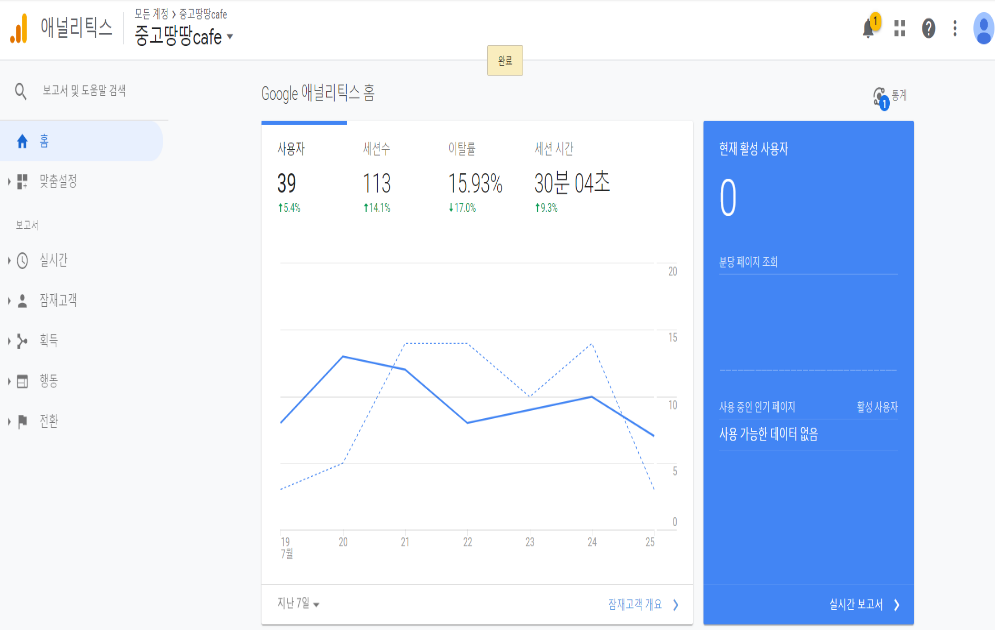 애널리틱스
모든 계정 > 중고땅땅cafe
중고땅땅cafe
1
완료
보고서 및 도움말 검색
Google 애널리틱스 홈
1
통계
홈
맞춤설정
보고서
실시간
잠재고객
획득
행동
전환
사용자
39
↑5.4%
세션수
113
↑14.1%
이탈률
15.93%
↓17.0%
세션 시간
30분 04초
↑9.3%
20
15
10
5
0
19 20 21 22 23 24 25
7월
지난 7일
잠재고객 개요
현재 활성 사용자
0
분당 페이지 조회
사용 중인 인기 페이지 활성 사용자
사용 가능한 데이터 없음
실시간 보고서